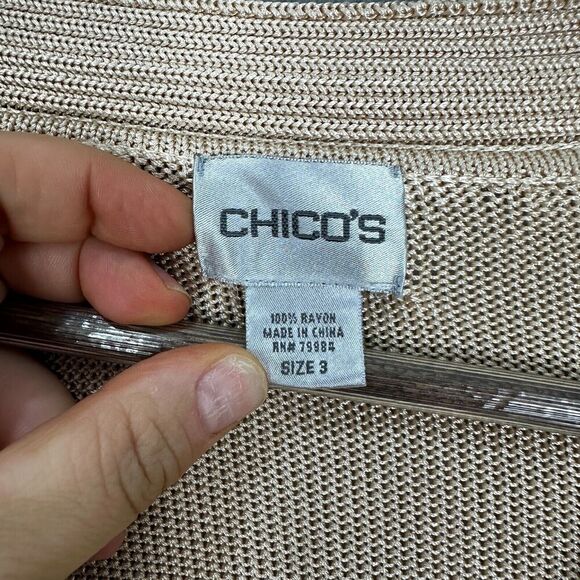 CHICO'S
100% RAYON
MADE IN CHINA
RN# 79984
SIZE 3